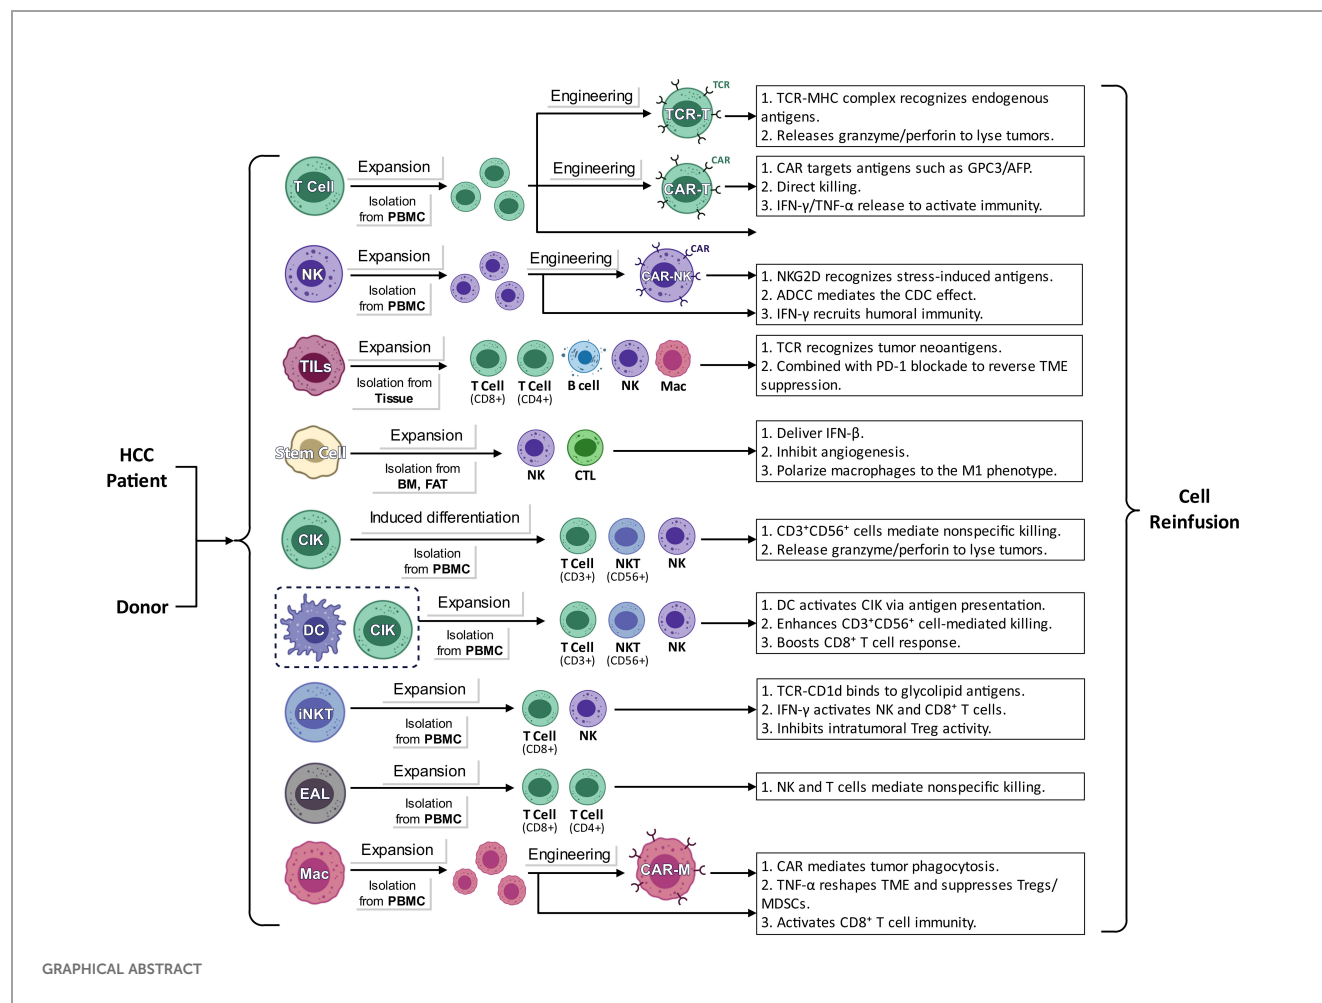 HCC
Patient
Donor
T Cell
Expansion
Isolation
from PBMC
Engineering
TCR
TCR-T
1. TCR-MHC complex recognizes endogenous
antigens.
2. Releases granzyme/perforin to lyse tumors.
Engineering
CAR
CAR-T
1. CAR targets antigens such as GPC3/AFP.
2. Direct killing.
3. IFN-γ/TNF-α release to activate immunity.
NK
Expansion
Isolation
from PBMC
Engineering
CAR
CAR-NK
1. NKG2D recognizes stress-induced antigens.
2. ADCC mediates the CDC effect.
3. IFN-γ recruits humoral immunity.
TILs
Expansion
Isolation from
Tissue
T Cell
(CD8+)
T Cell
(CD4+)
B cell
NK
Mac
1. TCR recognizes tumor neoantigens.
2. Combined with PD-1 blockade to reverse TME
suppression.
Stem Cell
Expansion
Isolation from
BM, FAT
NK
CTL
1. Deliver IFN-β.
2. Inhibit angiogenesis.
3. Polarize macrophages to the M1 phenotype.
CIK
Induced differentiation
Isolation
from PBMC
T Cell
(CD3+)
NKT
(CD56+)
NK
1. CD3⁺CD56⁺ cells mediate nonspecific killing.
2. Release granzyme/perforin to lyse tumors.
DC
CIK
Expansion
Isolation
from PBMC
T Cell
(CD3+)
NKT
(CD56+)
NK
1. DC activates CIK via antigen presentation.
2. Enhances CD3⁺CD56⁺ cell-mediated killing.
3. Boosts CD8⁺ T cell response.
iNKT
Expansion
Isolation
from PBMC
T Cell
(CD8+)
NK
1. TCR-CD1d binds to glycolipid antigens.
2. IFN-γ activates NK and CD8⁺ T cells.
3. Inhibits intratumoral Treg activity.
EAL
Expansion
Isolation
from PBMC
T Cell
(CD8+)
T Cell
(CD4+)
1. NK and T cells mediate nonspecific killing.
Mac
Expansion
Isolation
from PBMC
Engineering
CAR-M
1. CAR mediates tumor phagocytosis.
2. TNF-α reshapes TME and suppresses Tregs/
MDSCs.
3. Activates CD8⁺ T cell immunity.
Cell
Reinfusion
GRAPHICAL ABSTRACT